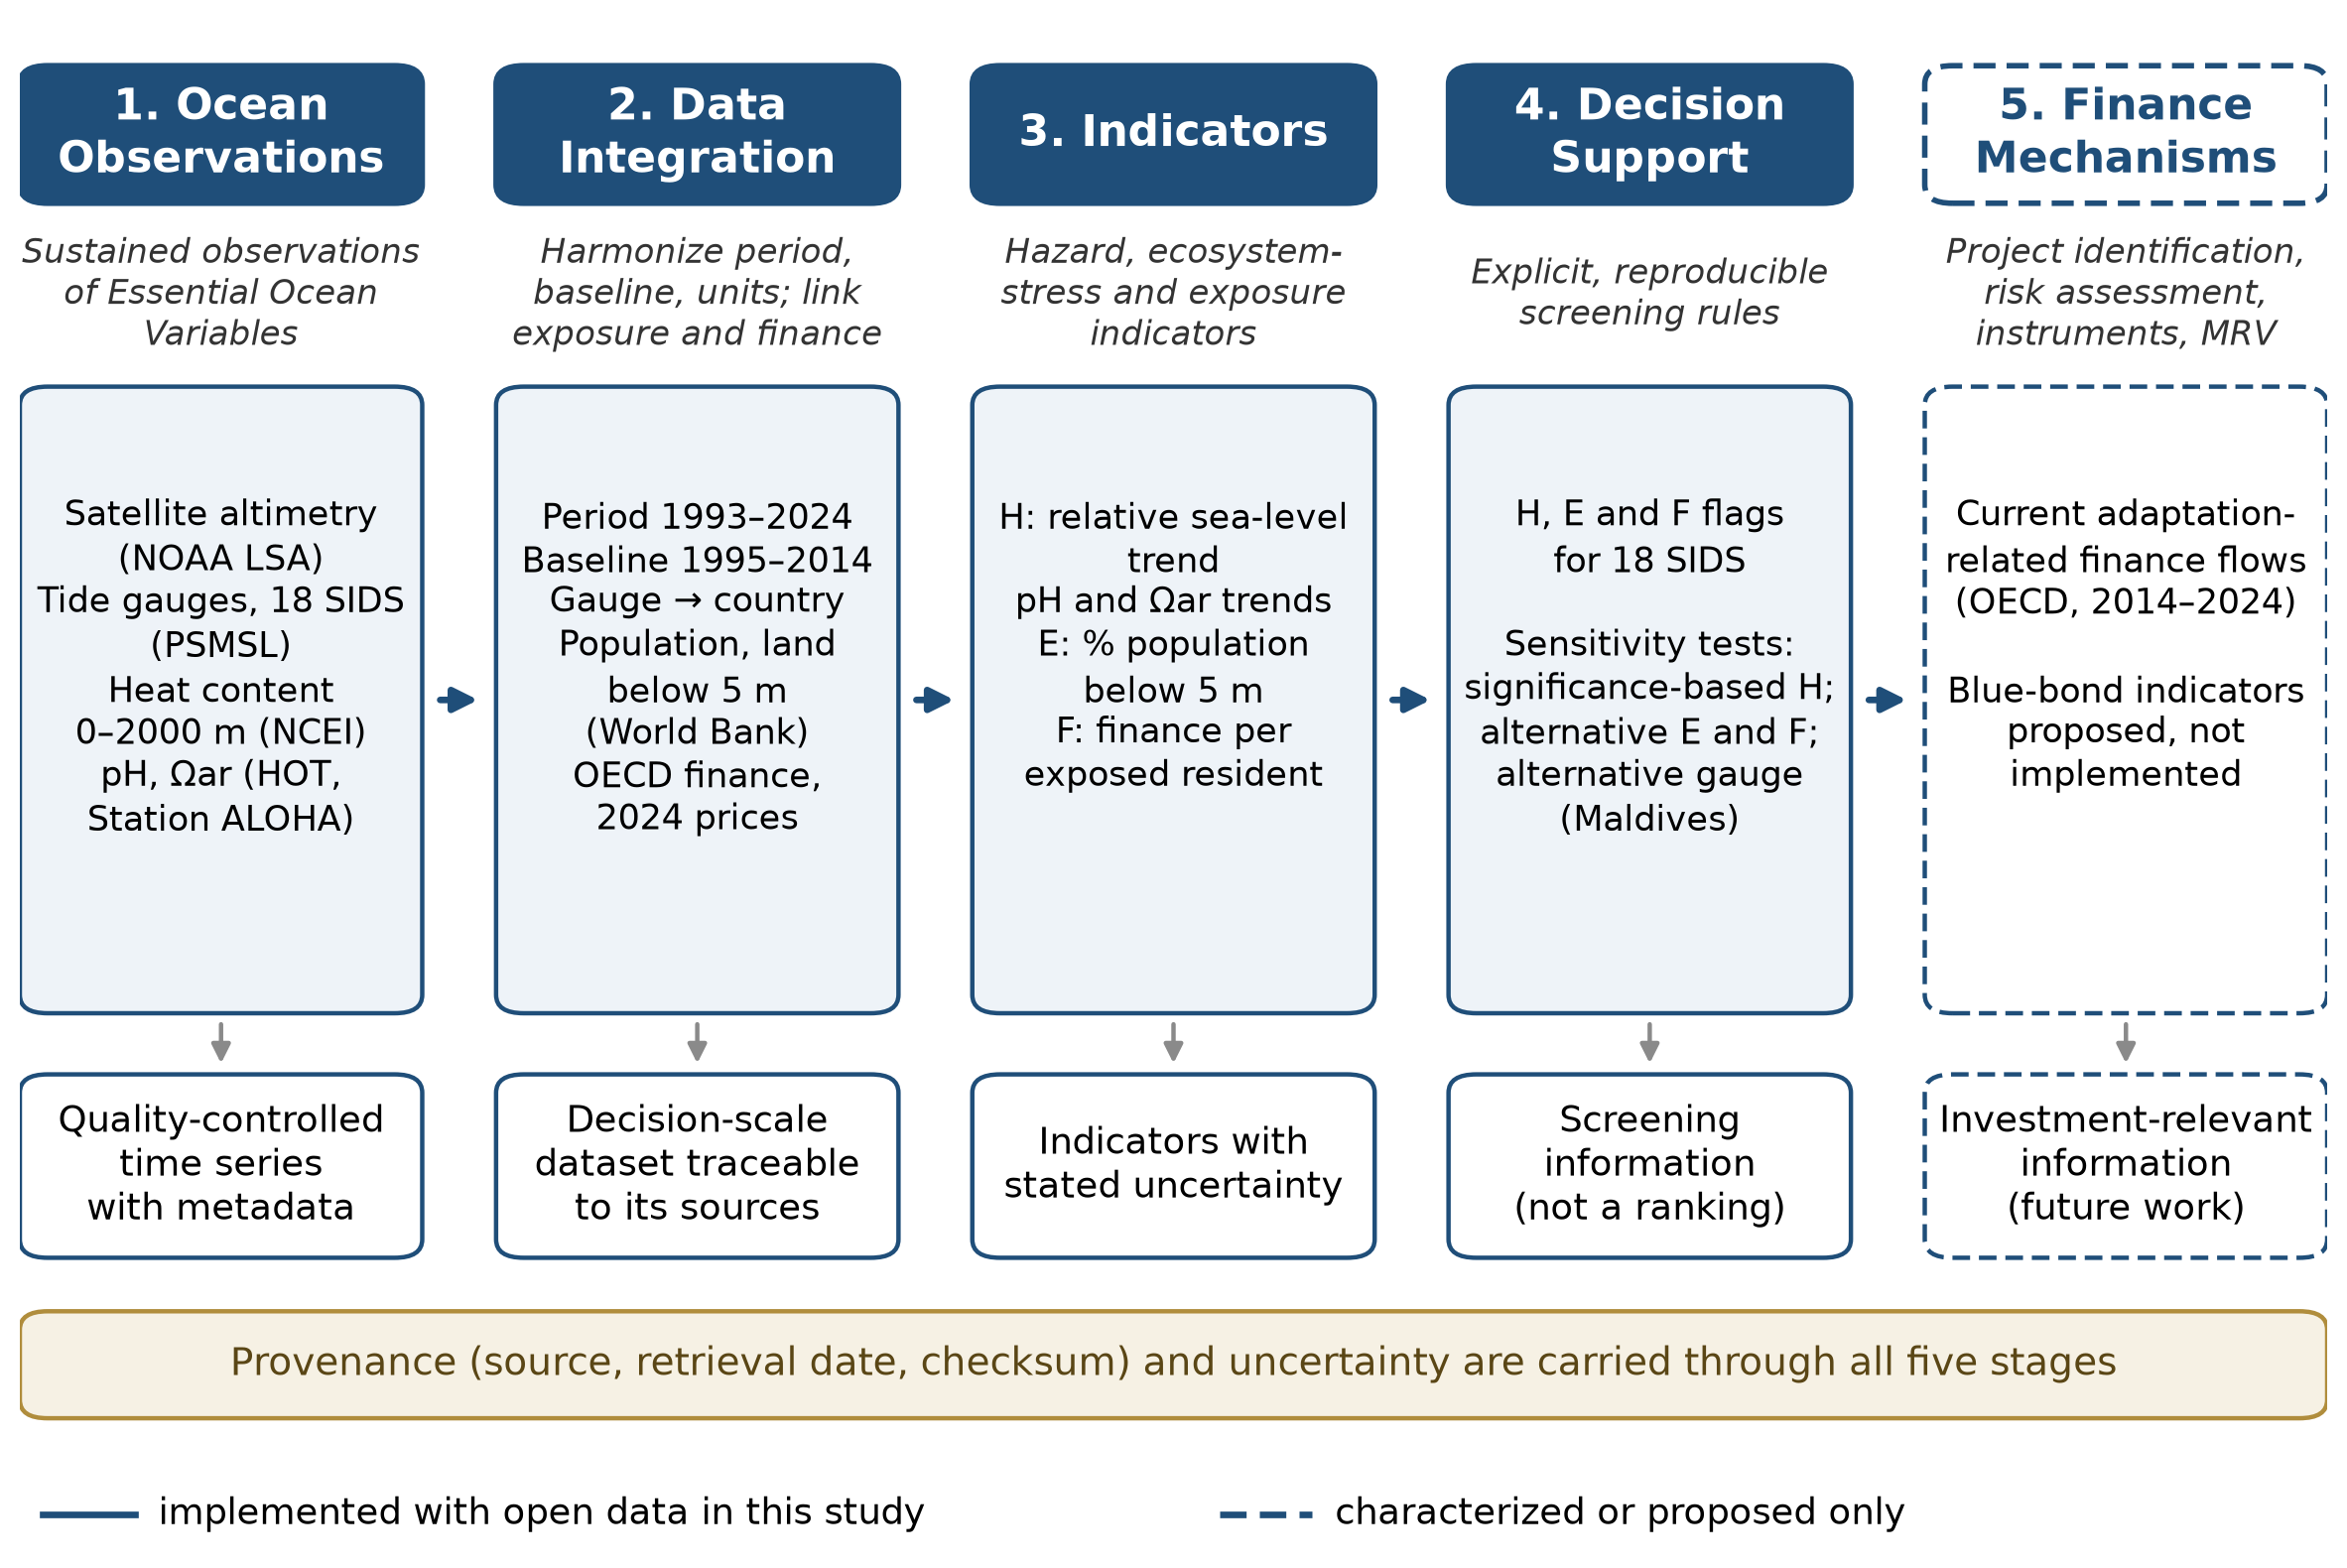 1. Ocean
Observations
2. Data
Integration
3. Indicators
4. Decision
Support
5. Finance
Mechanisms
Sustained observations
of Essential Ocean
Variables
Harmonize period,
baseline, units; link
exposure and finance
Hazard, ecosystem-
stress and exposure
indicators
Explicit, reproducible
screening rules
Project identification,
risk assessment,
instruments, MRV
Satellite altimetry
(NOAA LSA)
Tide gauges, 18 SIDS
(PSMSL)
Heat content
0–2000 m (NCEI)
pH, Ωar (HOT,
Station ALOHA)
Period 1993–2024
Baseline 1995–2014
Gauge → country
Population, land
below 5 m
(World Bank)
OECD finance,
2024 prices
H: relative sea-level
trend
pH and Ωar trends
E: % population
below 5 m
F: finance per
exposed resident
H, E and F flags
for 18 SIDS
Sensitivity tests:
significance-based H;
alternative E and F;
alternative gauge
(Maldives)
Current adaptation-
related finance flows
(OECD, 2014–2024)
Blue-bond indicators
proposed, not
implemented
Quality-controlled
time series
with metadata
Decision-scale
dataset traceable
to its sources
Indicators with
stated uncertainty
Screening
information
(not a ranking)
Investment-relevant
information
(future work)
Provenance (source, retrieval date, checksum) and uncertainty are carried through all five stages
implemented with open data in this study
characterized or proposed only